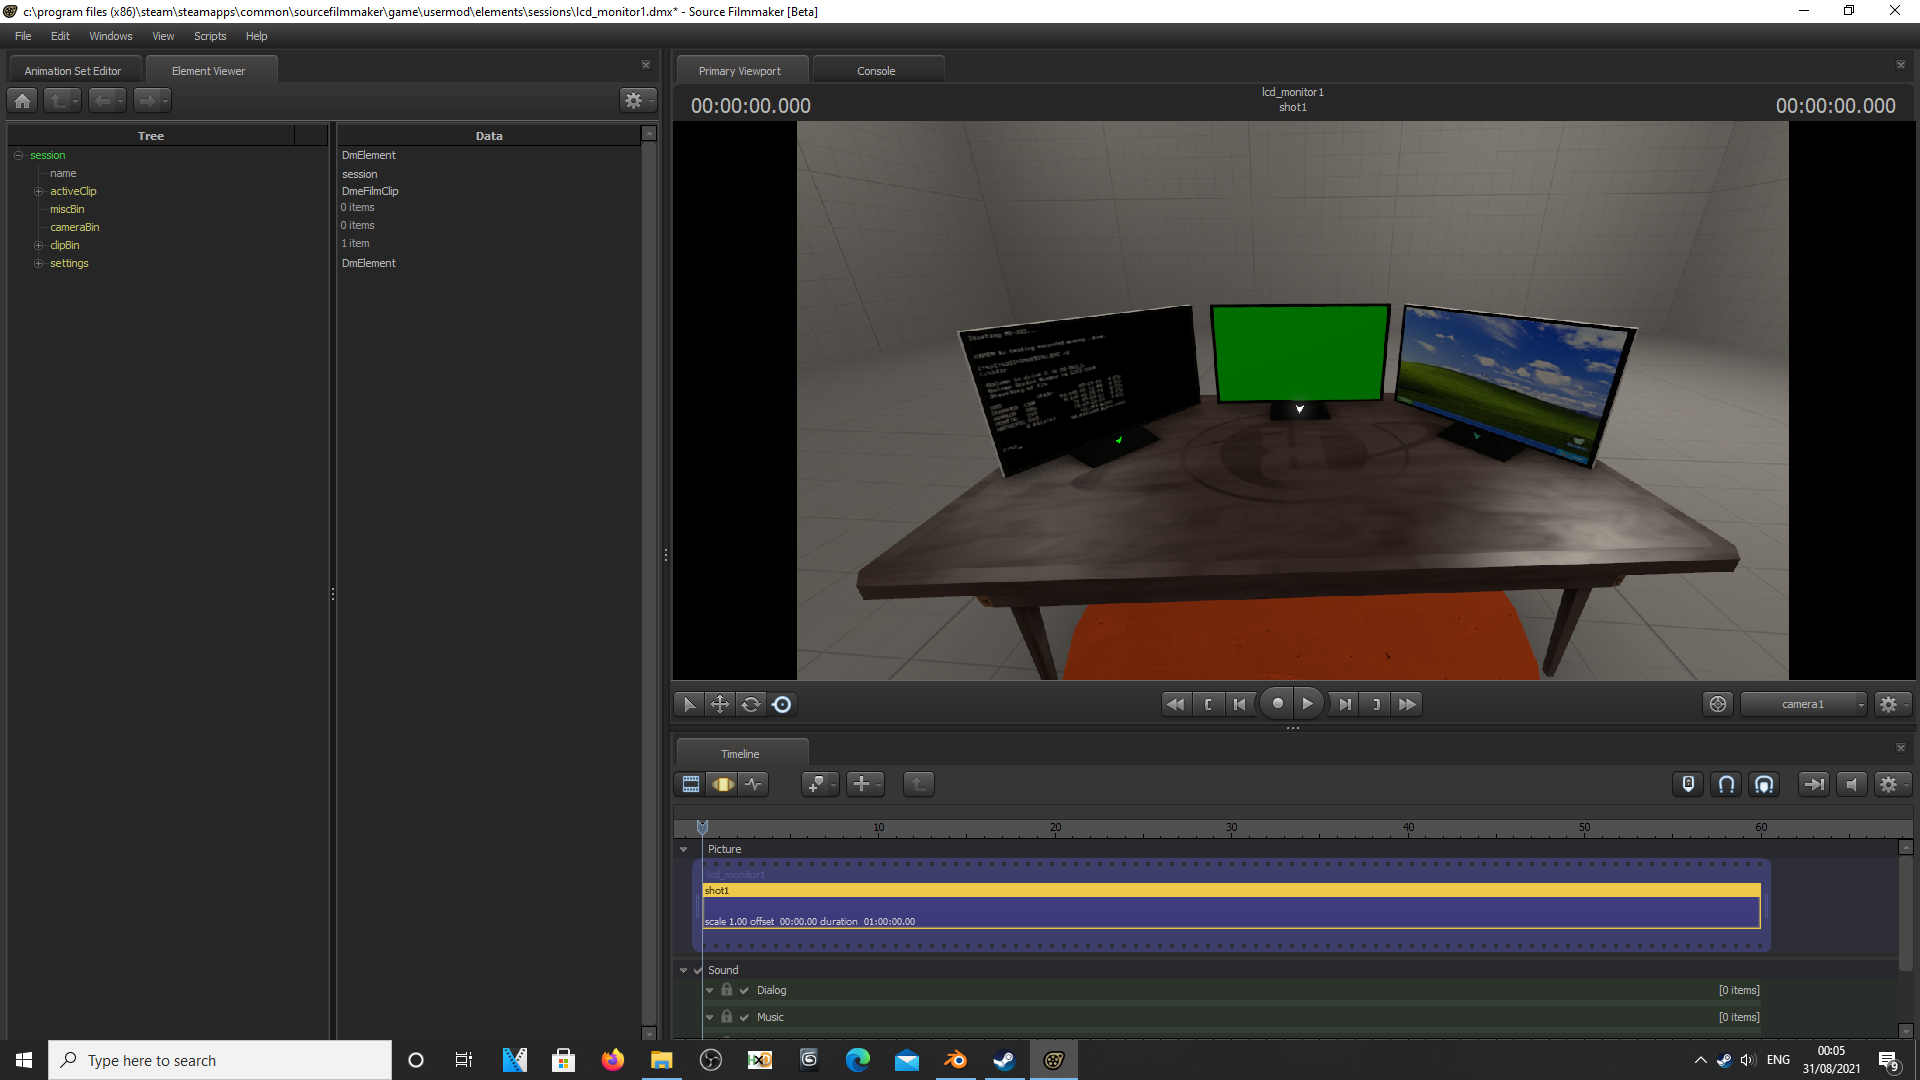 c:\program files (x86)\steam\steamapps\common\sourcefilmmaker\game\usermod\elements\sessions\lcd_monitor1.dmx* - Source Filmmaker [Beta]
File Edit Windows View Scripts Help
Animation Set Editor Element Viewer
Primary Viewport Console
00:00:00.000
lcd_monitor1
shot1
00:00:00.000
Tree Data
session DmElement
name session
activeClip DmeFilmClip
miscBin 0 items
cameraBin 0 items
clipBin 1 item
settings DmElement
camera1
Timeline
10 20 30 40 50 60
Picture
lcd_monitor1
shot1
scale 1.00 offset 00:00.00 duration 01:00:00.00
Sound
Dialog [0 items]
Music [0 items]
Type here to search
ENG
00:05
31/08/2021
9